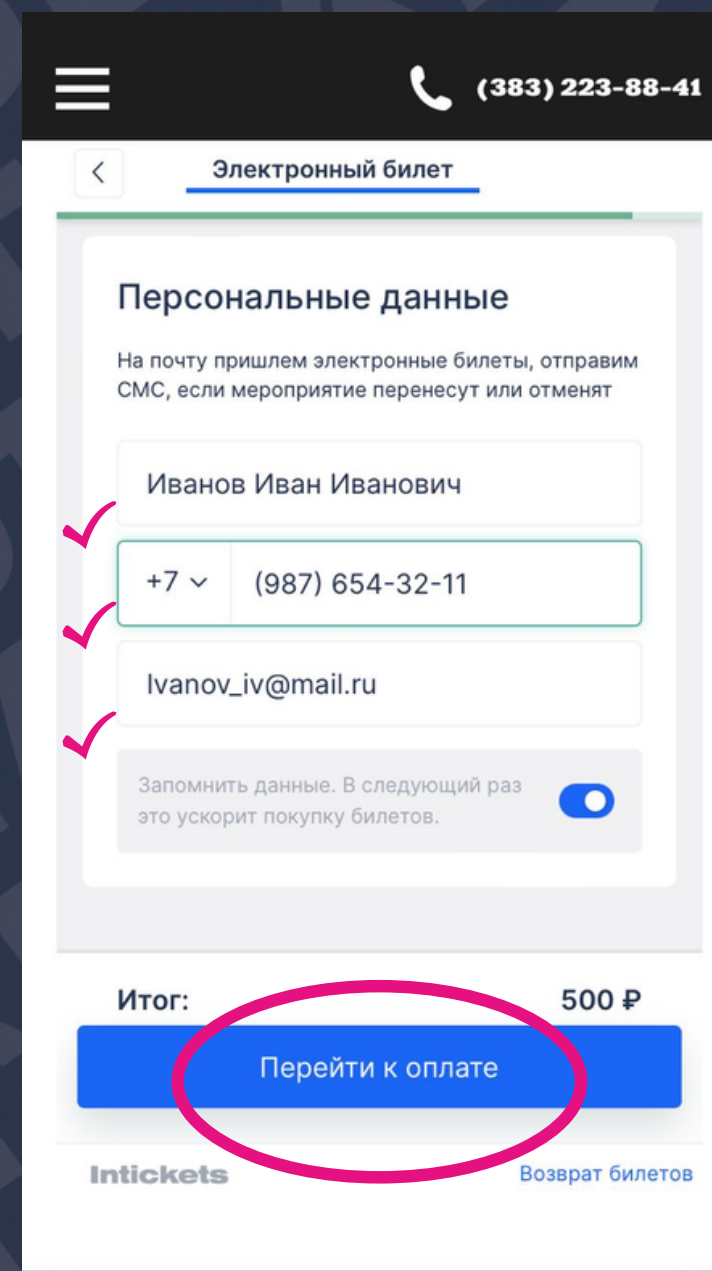 (383) 223-88-41
Электронный билет
Персональные данные
На почту пришлем электронные билеты, отправим
СМС, если мероприятие перенесут или отменят
Иванов Иван Иванович
+7 (987) 654-32-11
Ivanov_iv@mail.ru
Запомнить данные. В следующий раз
это ускорит покупку билетов.
Итог: 500 ₽
Перейти к оплате
Intickets Возврат билетов